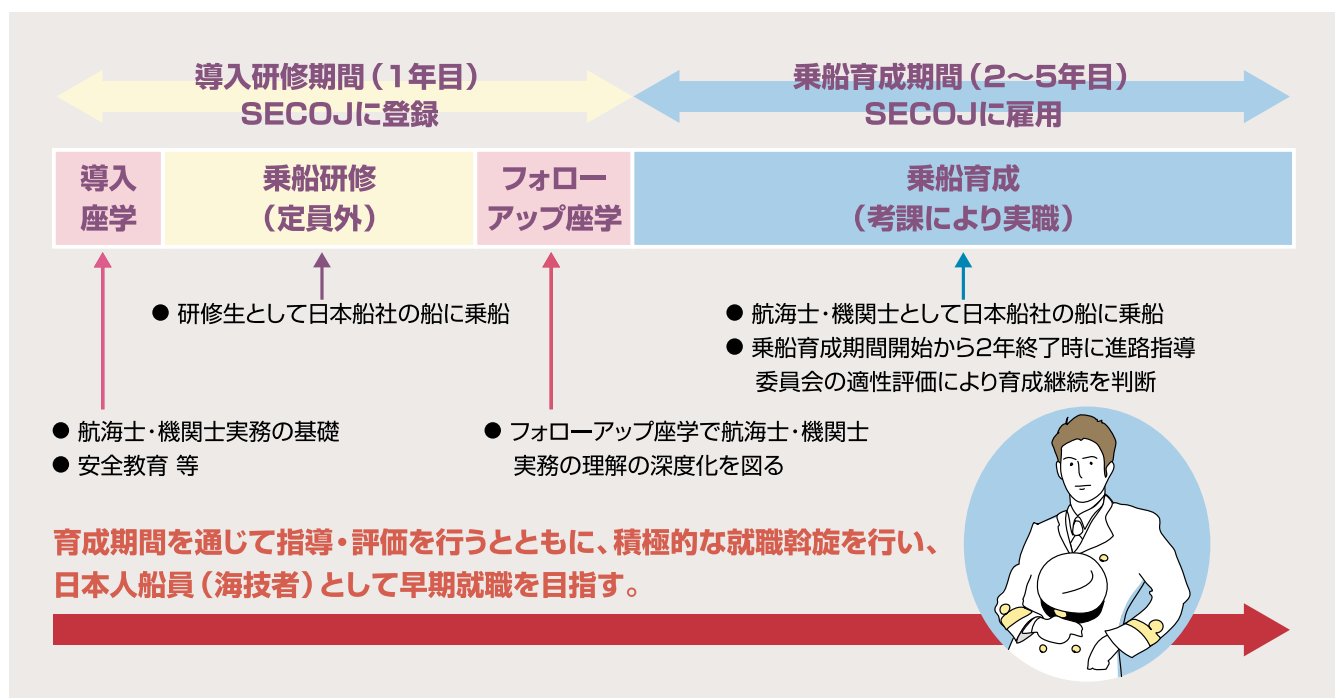 導入研修期間（1年目）
SECOJに登録
乗船育成期間（2～5年目）
SECOJに雇用
導入
座学
乗船研修
（定員外）
フォロー
アップ座学
乗船育成
（考課により実職）
● 研修生として日本船社の船に乗船
● 航海士・機関士として日本船社の船に乗船
● 乗船育成期間開始から2年終了時に進路指導
委員会の適性評価により育成継続を判断
● 航海士・機関士実務の基礎
● 安全教育 等
● フォローアップ座学で航海士・機関士
実務の理解の深度化を図る
育成期間を通じて指導・評価を行うとともに、積極的な就職斡旋を行い、
日本人船員（海技者）として早期就職を目指す。